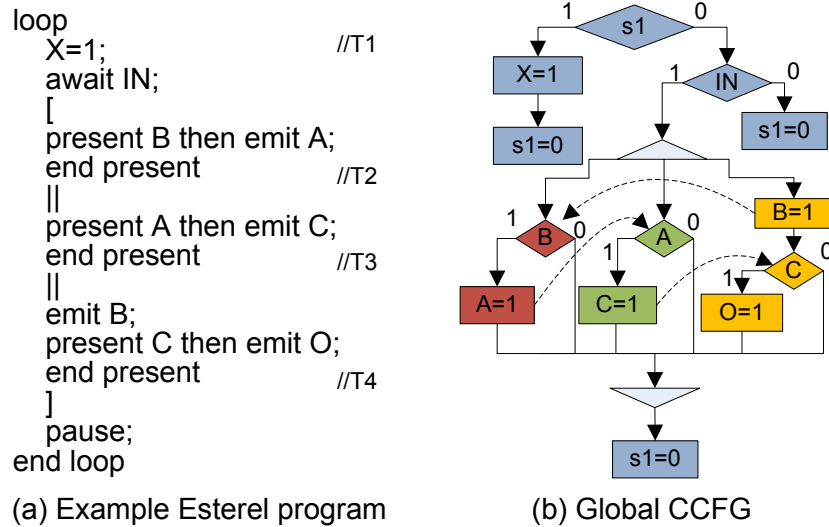 loop
X=1; //T1
await IN;
[
present B then emit A;
end present //T2
||
present A then emit C;
end present //T3
||
emit B;
present C then emit O;
end present //T4
]
pause;
end loop
(a) Example Esterel program
1 s1 0
X=1
1 IN 0
s1=0
s1=0
B=1
1 B 0
A 0
1
C 0
1
A=1
C=1
O=1
s1=0
(b) Global CCFG